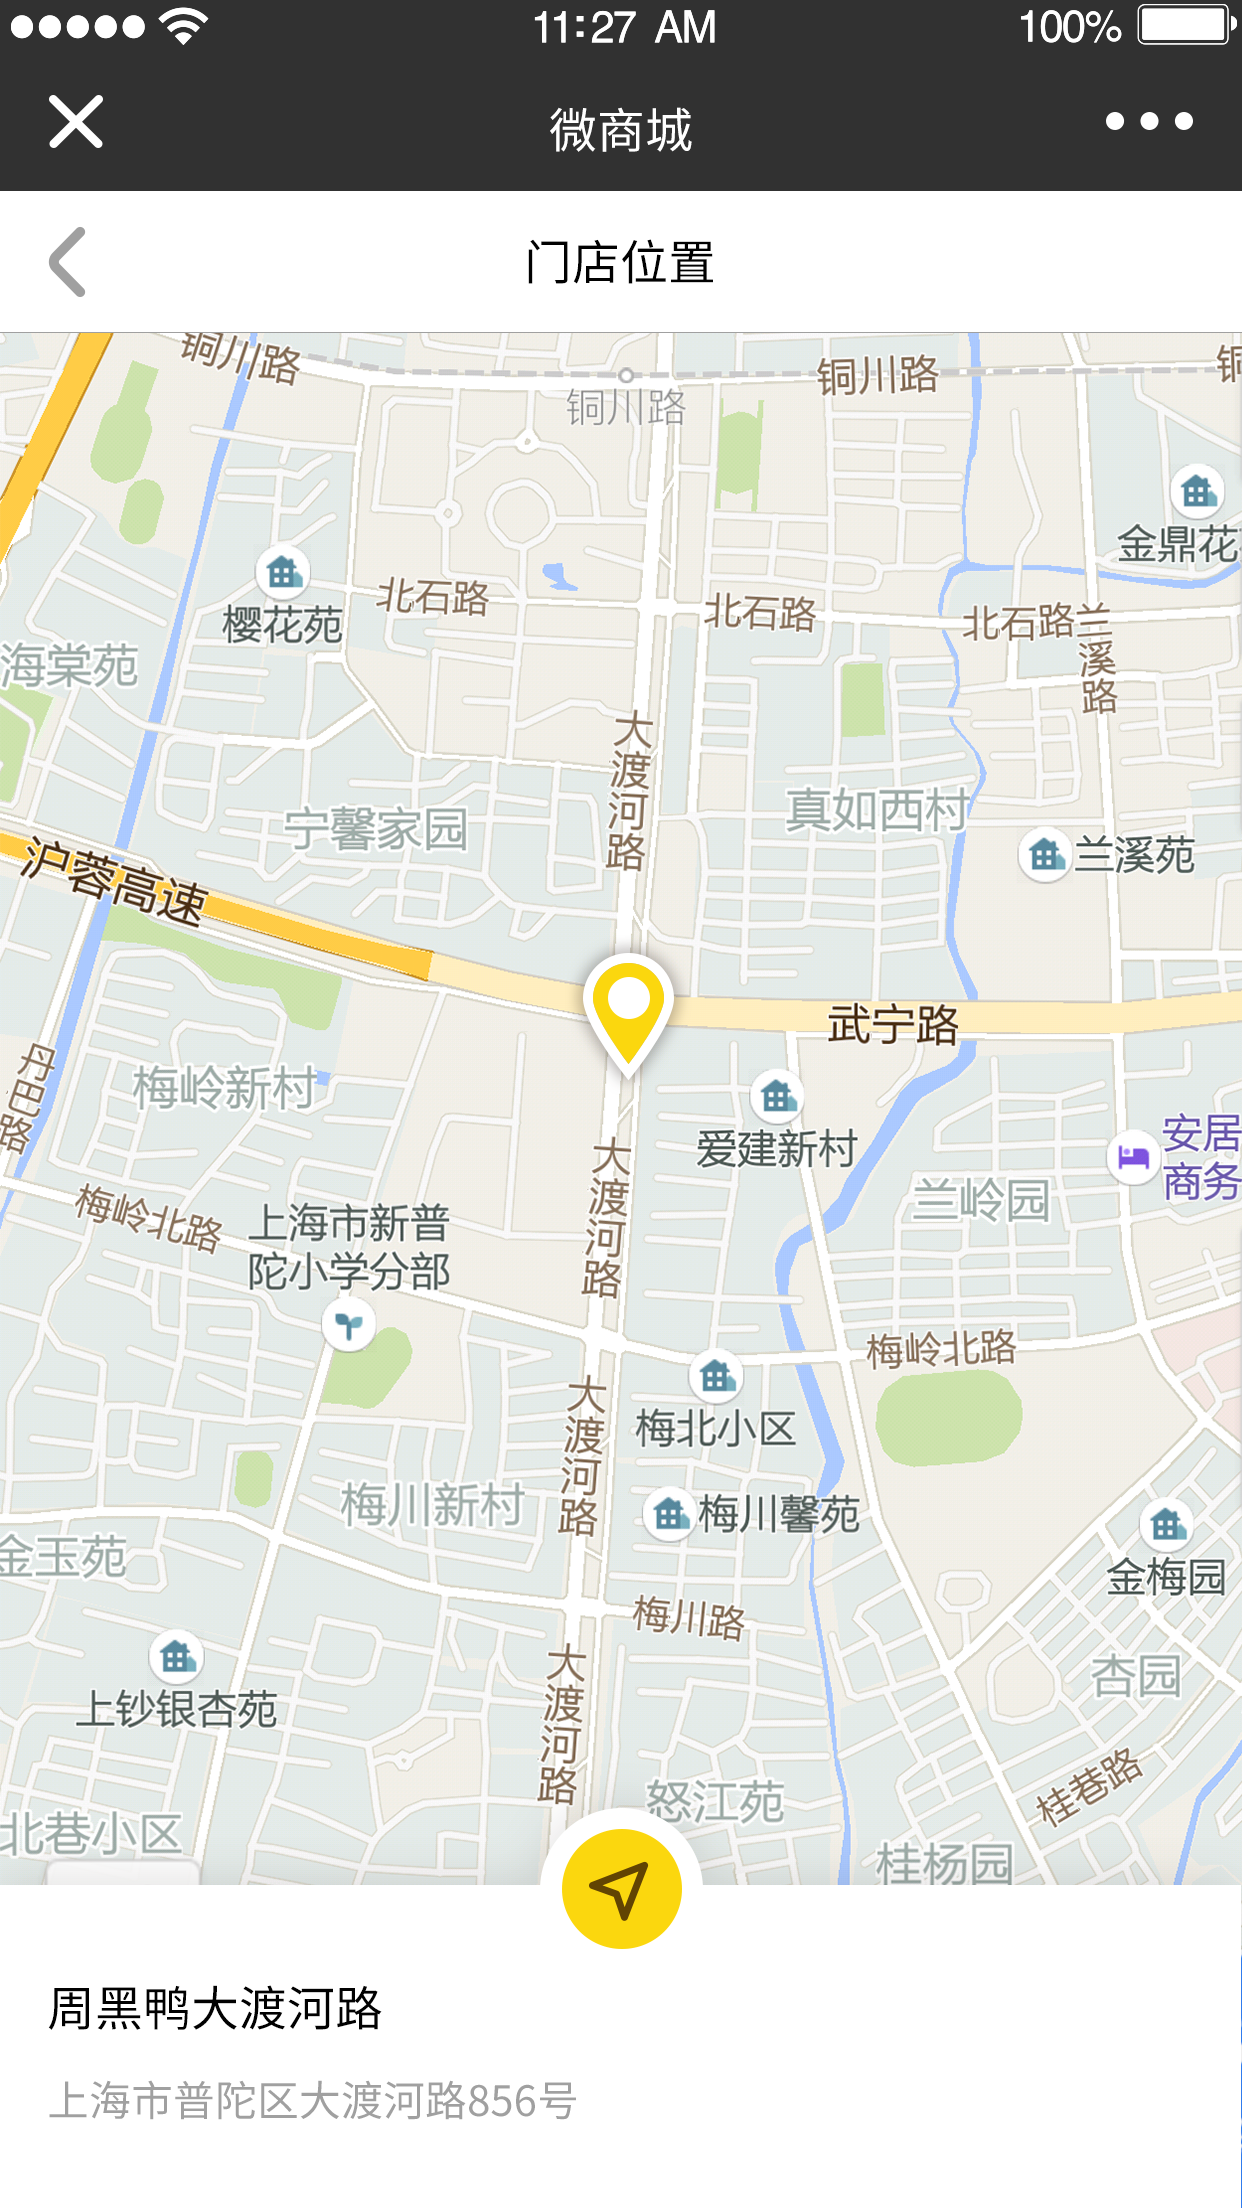 11:27 AM
100%
微商城
门店位置
铜川路
铜川路
铜川路
金鼎花
樱花苑
北石路
北石路
北石路
兰溪路
海棠苑
大渡河路
宁馨家园
真如西村
兰溪苑
沪蓉高速
武宁路
丹巴路
梅岭新村
爱建新村
安居
商务
兰岭园
梅岭北路
上海市新普
陀小学分部
大渡河路
梅岭北路
梅北小区
大渡河路
梅川新村
梅川馨苑
金玉苑
金梅园
梅川路
大渡河路
杏园
上钞银杏苑
桂巷路
怒江苑
北巷小区
桂杨园
周黑鸭大渡河路
上海市普陀区大渡河路856号